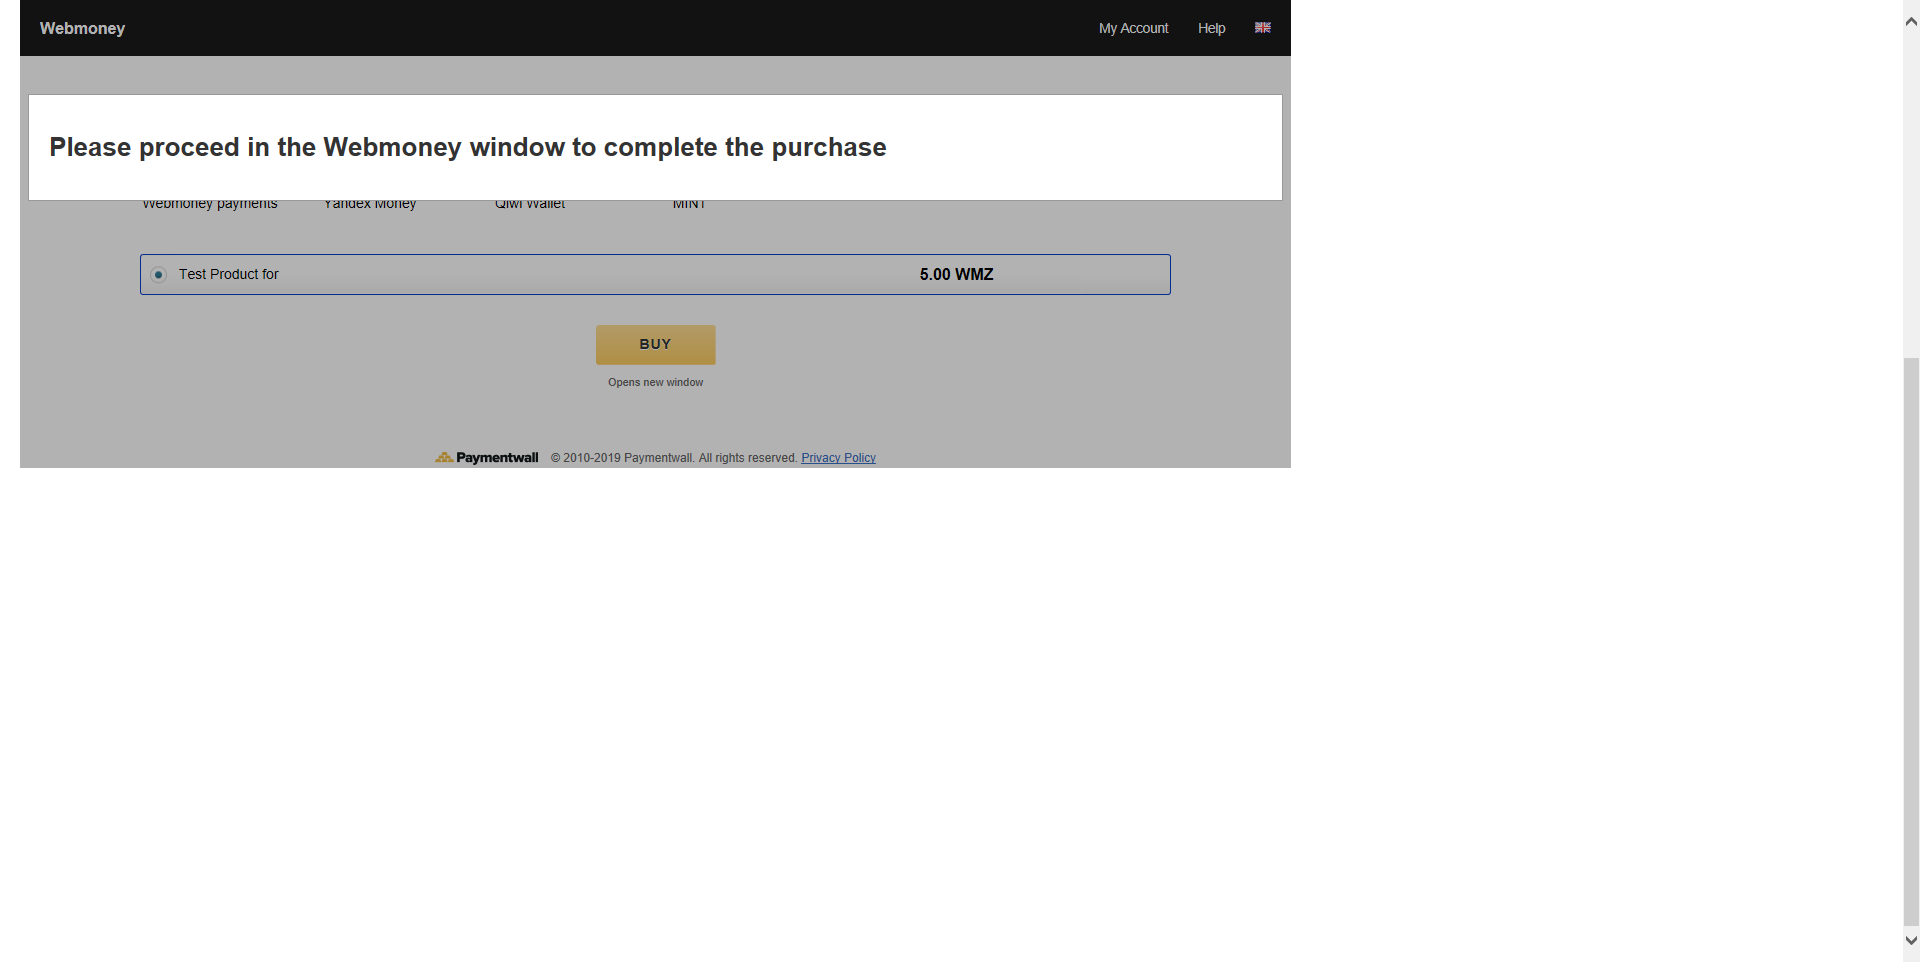 Webmoney
My Account Help
Please proceed in the Webmoney window to complete the purchase
Webmoney payments Yandex Money Qiwi Wallet MINT
Test Product for 5.00 WMZ
BUY
Opens new window
Paymentwall © 2010-2019 Paymentwall. All rights reserved. Privacy Policy